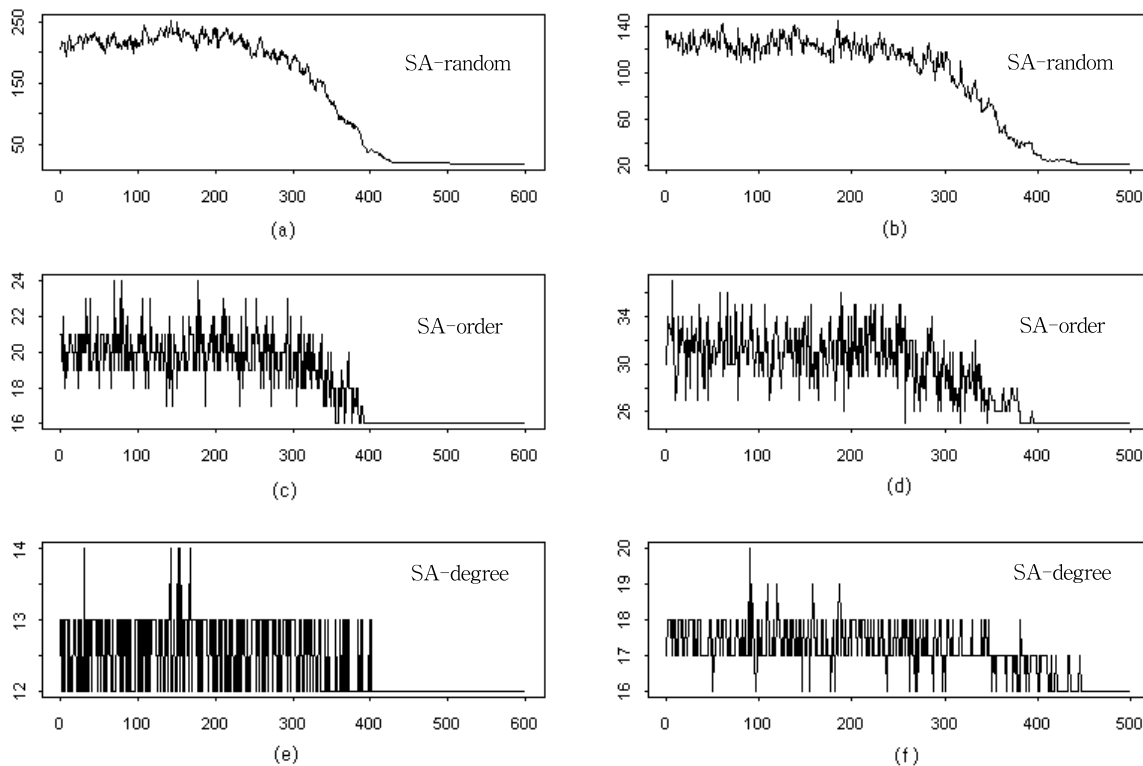 250
150
50
SA-random
0 100 200 300 400 500 600
(a)
140
100
60
20
SA-random
0 100 200 300 400 500
(b)
24
22
20
18
16
SA-order
0 100 200 300 400 500 600
(c)
34
30
26
SA-order
0 100 200 300 400 500
(d)
14
13
12
SA-degree
0 100 200 300 400 500 600
(e)
20
19
18
17
16
SA-degree
0 100 200 300 400 500
(f)